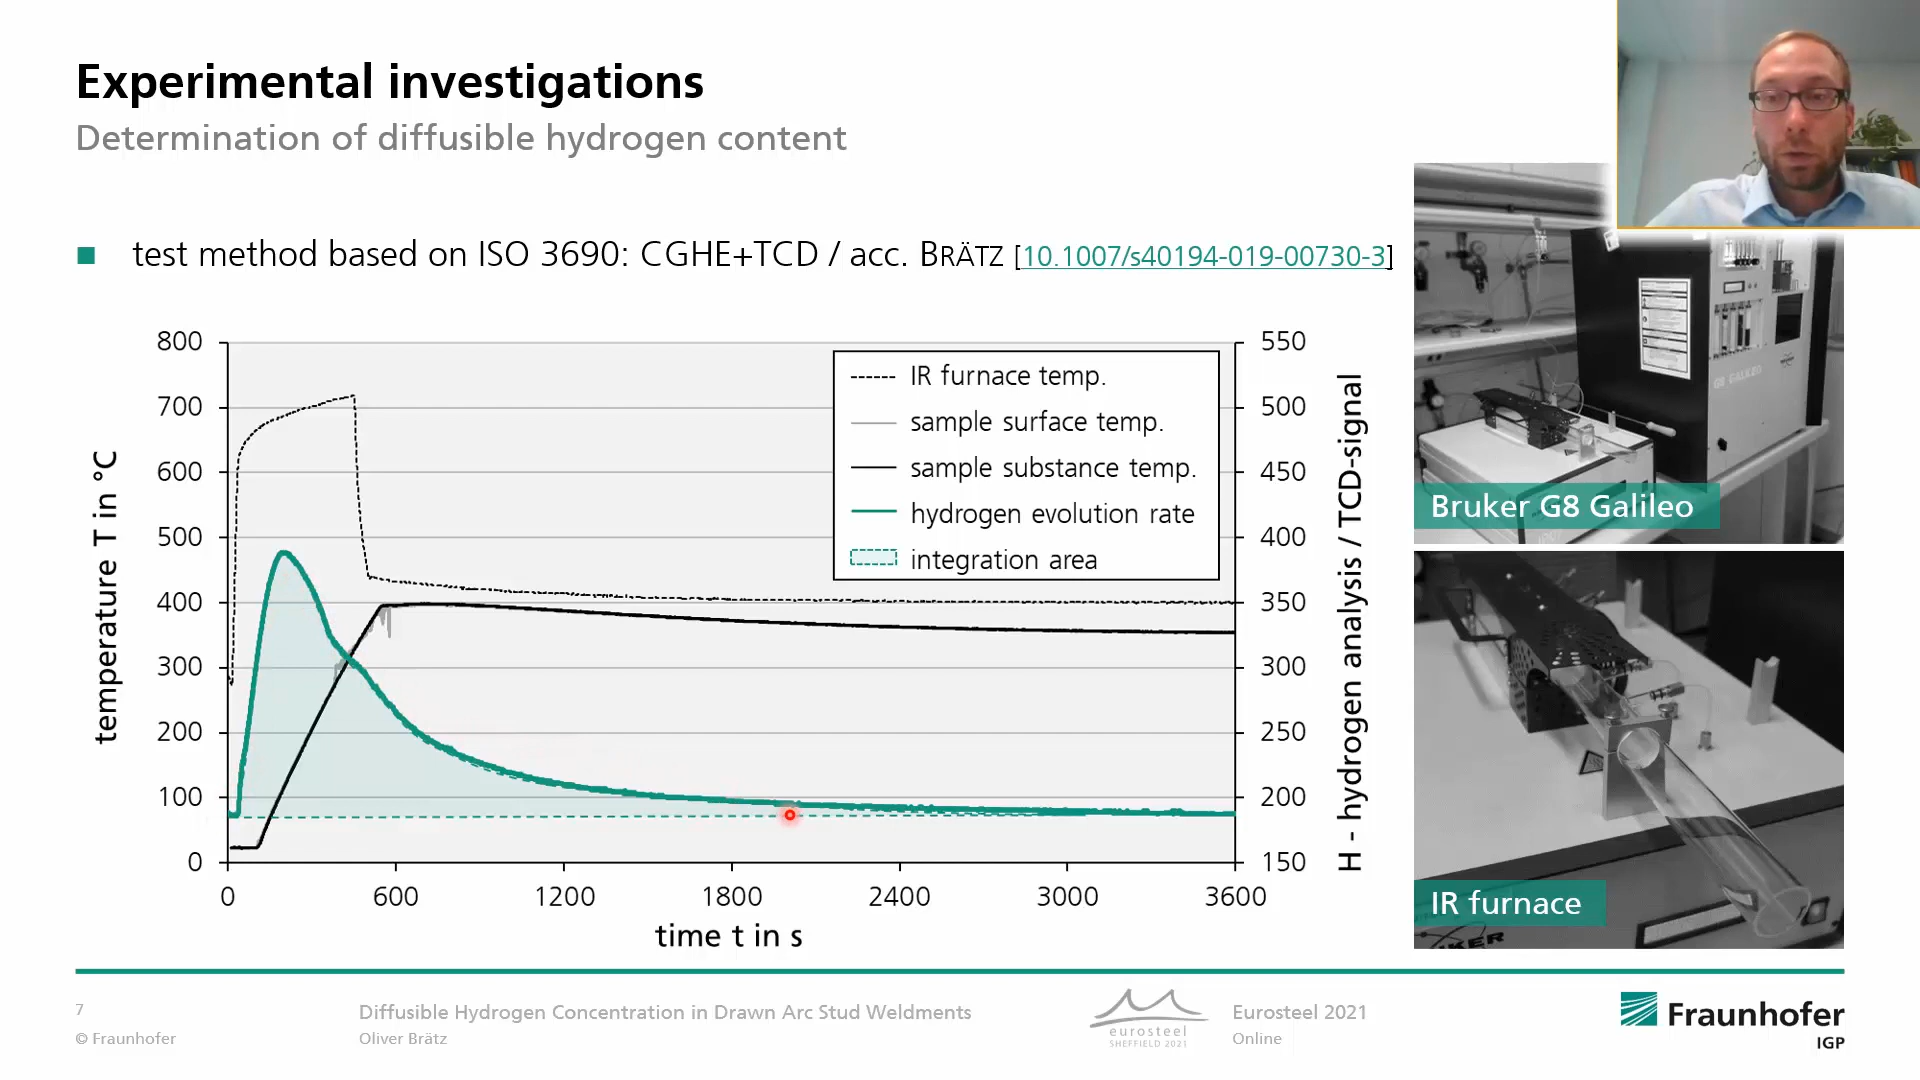 Experimental investigations
Determination of diffusible hydrogen content
■ test method based on ISO 3690: CGHE+TCD / acc. BRÄTZ [10.1007/s40194-019-00730-3]
800
700
600
500
400
300
200
100
0
temperature T in °C
550
500
450
400
350
300
250
200
150
H - hydrogen analysis / TCD-signal
IR furnace temp.
sample surface temp.
sample substance temp.
hydrogen evolution rate
integration area
0 600 1200 1800 2400 3000 3600
time t in s
G8 GALILEO
Bruker G8 Galileo
IR furnace
7
© Fraunhofer
Diffusible Hydrogen Concentration in Drawn Arc Stud Weldments
Oliver Brätz
eurosteel
SHEFFIELD 2021
Eurosteel 2021
Online
Fraunhofer
IGP